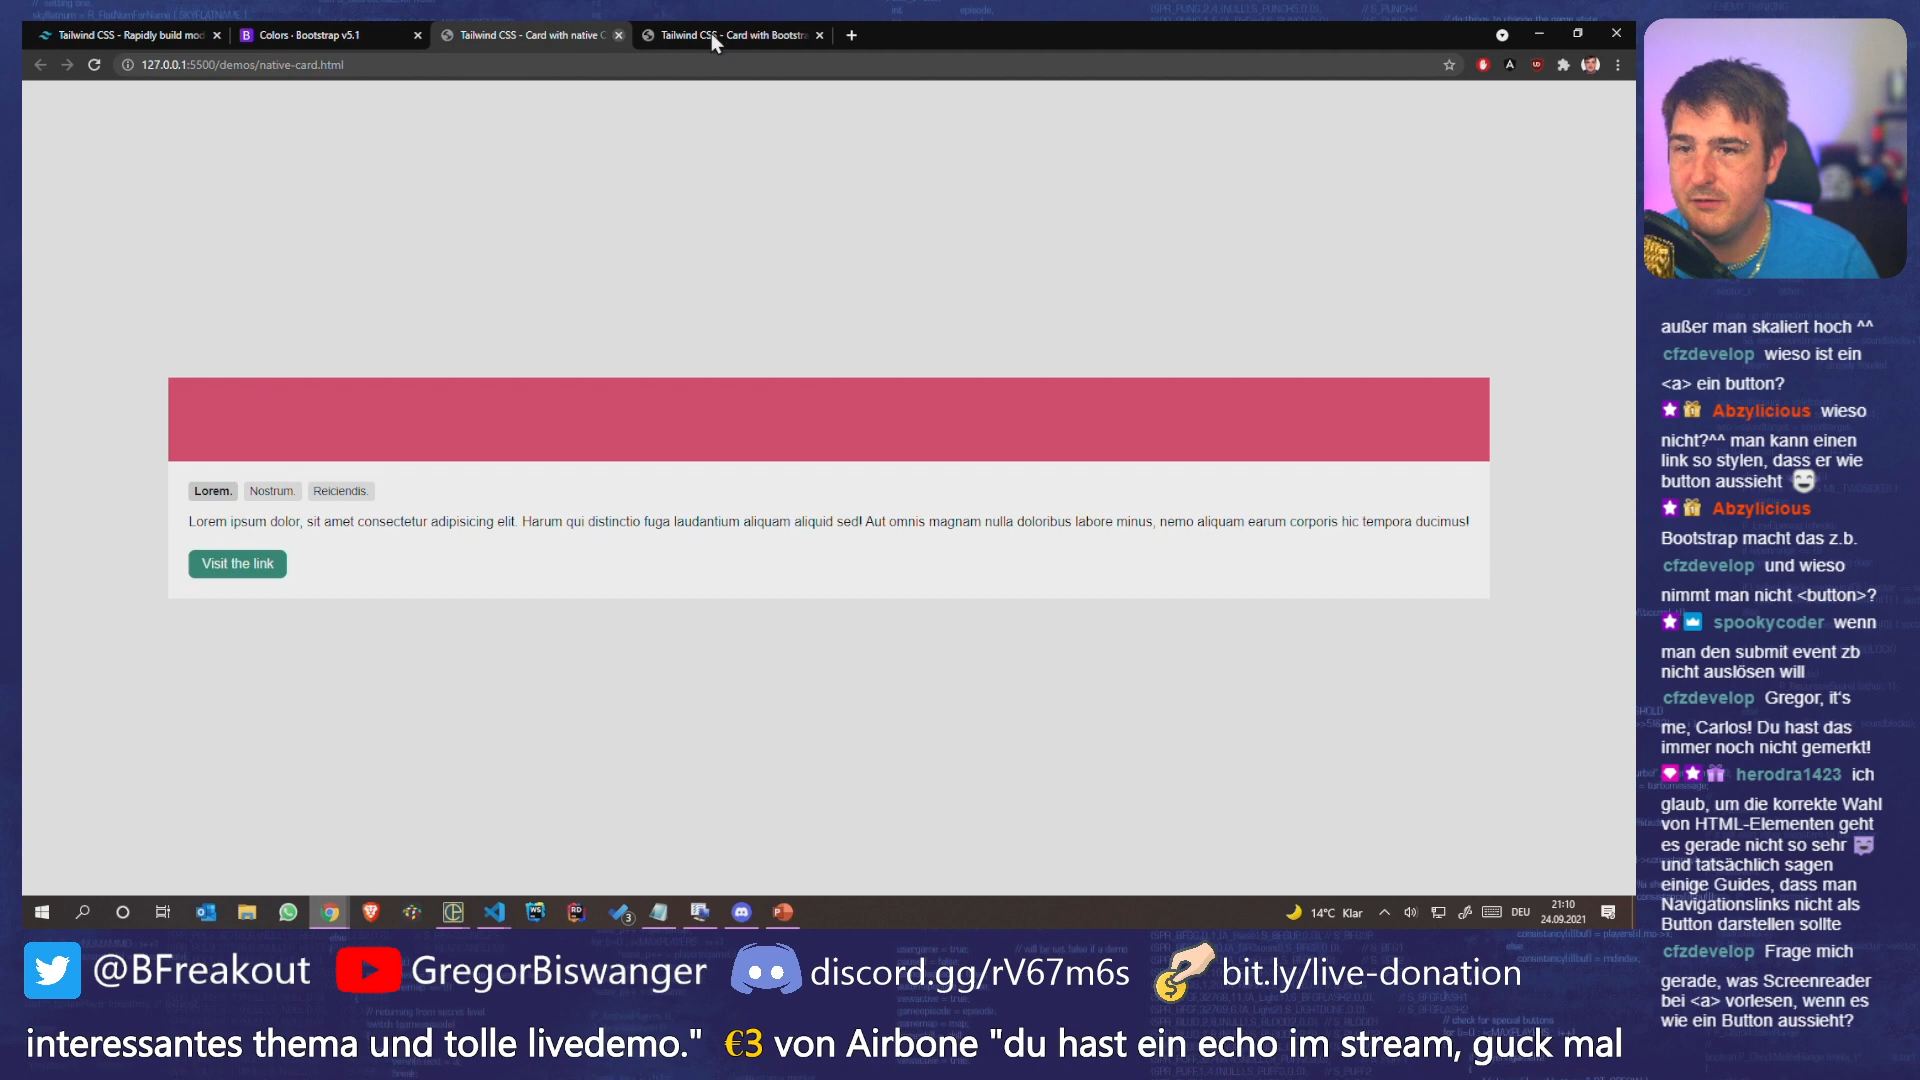 Tailwind CSS - Rapidly build mod
Colors · Bootstrap v5.1
Tailwind CSS - Card with native C
Tailwind CSS - Card with Bootstra
127.0.0.1:5500/demos/native-card.html
Lorem. Nostrum. Reiciendis.
Lorem ipsum dolor, sit amet consectetur adipisicing elit. Harum qui distinctio fuga laudantium aliquam aliquid sed! Aut omnis magnam nulla doloribus labore minus, nemo aliquam earum corporis hic tempora ducimus!
Visit the link
außer man skaliert hoch ^^
cfzdevelop wieso ist ein
<a> ein button?
Abzylicious wieso
nicht?^^ man kann einen
link so stylen, dass er wie
button aussieht
Abzylicious
Bootstrap macht das z.b.
cfzdevelop und wieso
nimmt man nicht <button>?
spookycoder wenn
man den submit event zb
nicht auslösen will
cfzdevelop Gregor, it's
me, Carlos! Du hast das
immer noch nicht gemerkt!
herodra1423 ich
glaub, um die korrekte Wahl
von HTML-Elementen geht
es gerade nicht so sehr
und tatsächlich sagen
einige Guides, dass man
Navigationslinks nicht als
Button darstellen sollte
cfzdevelop Frage mich
gerade, was Screenreader
bei <a> vorlesen, wenn es
wie ein Button aussieht?
3
14°C Klar
DEU
21:10
24.09.2021
@BFreakout
GregorBiswanger
discord.gg/rV67m6s
bit.ly/live-donation
interessantes thema und tolle livedemo." €3 von Airbone "du hast ein echo im stream, guck mal